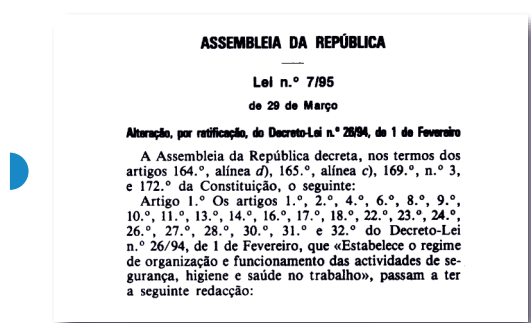 ASSEMBLEIA DA REPÚBLICA
Lei n.º 7/95
de 29 de Março
Alteração, por ratificação, do Decreto-Lei n.º 26/94, de 1 de Fevereiro
A Assembleia da República decreta, nos termos dos
artigos 164.º, alínea d), 165.º, alínea c), 169.º, n.º 3,
e 172.º da Constituição, o seguinte:
Artigo 1.º Os artigos 1.º, 2.º, 4.º, 6.º, 8.º, 9.º,
10.º, 11.º, 13.º, 14.º, 16.º, 17.º, 18.º, 22.º, 23.º, 24.º,
26.º, 27.º, 28.º, 30.º, 31.º e 32.º do Decreto-Lei
n.º 26/94, de 1 de Fevereiro, que «Estabelece o regime
de organização e funcionamento das actividades de se-
gurança, higiene e saúde no trabalho», passam a ter
a seguinte redacção: